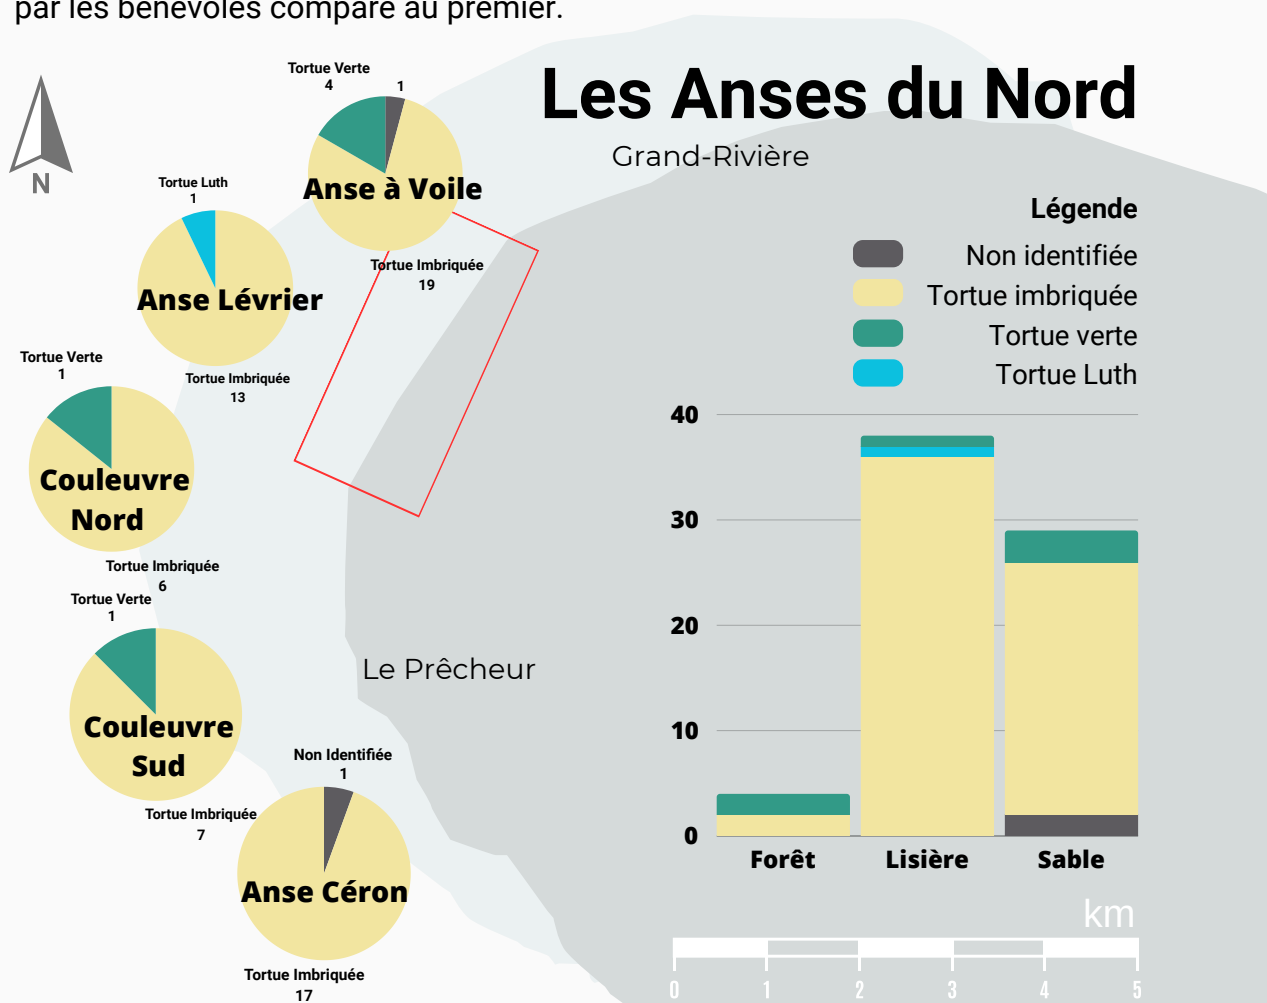 par les bénévoles comparé au premier.
Les Anses du Nord
Grand-Rivière
N
Tortue Verte
4
1
Anse à Voile
Tortue Imbriquée
19
Tortue Luth
1
Anse Lévrier
Tortue Imbriquée
13
Tortue Verte
1
Couleuvre
Nord
Tortue Imbriquée
6
Tortue Verte
1
Couleuvre
Sud
Tortue Imbriquée
7
Non Identifiée
1
Anse Céron
Tortue Imbriquée
17
Le Prêcheur
Légende
Non identifiée
Tortue imbriquée
Tortue verte
Tortue Luth
40
30
20
10
0
Forêt Lisière Sable
km
0 1 2 3 4 5